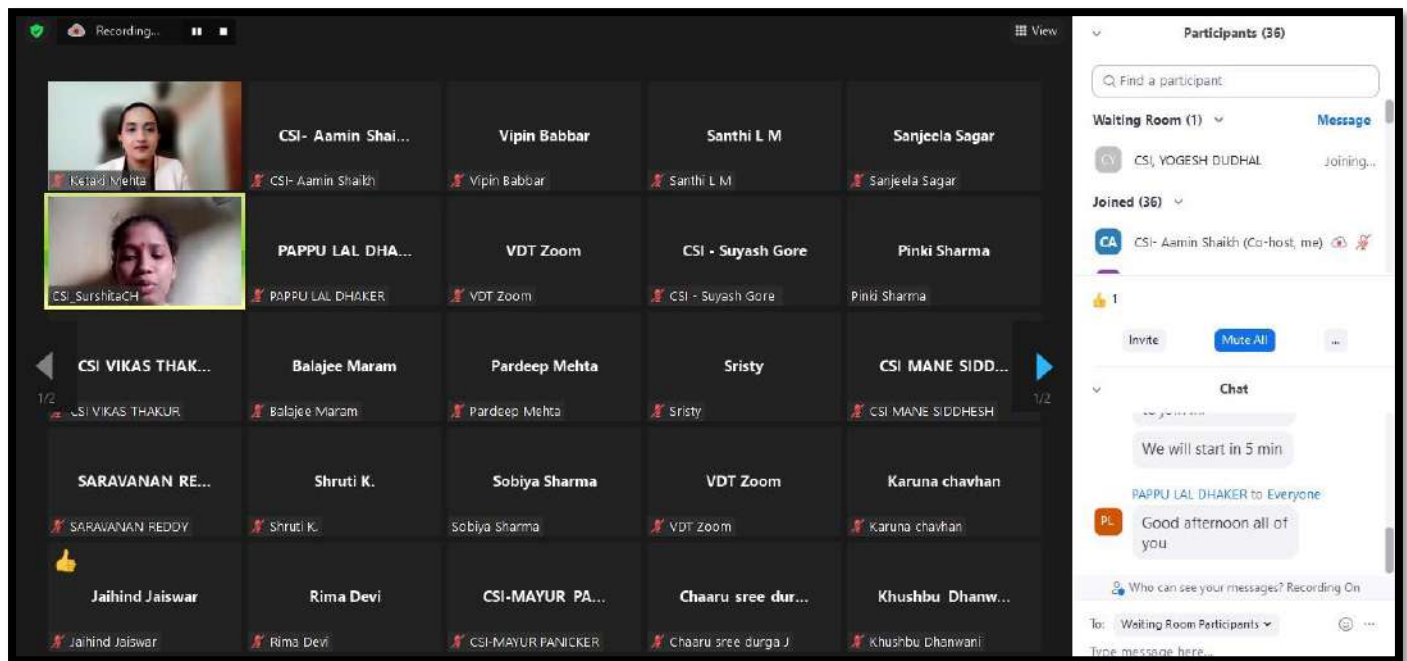 Recording...
View
Ketaki Mehta
CSI- Aamin Shai...
CSI- Aamin Shaikh
Vipin Babbar
Vipin Babbar
Santhi L M
Santhi L M
Sanjeela Sagar
Sanjeela Sagar
CSI_SurshitaCH
PAPPU LAL DHA...
PAPPU LAL DHAKER
VDT Zoom
VDT Zoom
CSI - Suyash Gore
CSI - Suyash Gore
Pinki Sharma
Pinki Sharma
1/2
CSI VIKAS THAK...
CSI VIKAS THAKUR
Balajee Maram
Balajee Maram
Pardeep Mehta
Pardeep Mehta
Sristy
Sristy
CSI MANE SIDD...
CSI MANE SIDDHESH
1/2
SARAVANAN RE...
SARAVANAN REDDY
Shruti K.
Shruti K.
Sobiya Sharma
Sobiya Sharma
VDT Zoom
VDT Zoom
Karuna chavhan
Karuna chavhan
Jaihind Jaiswar
Jaihind Jaiswar
Rima Devi
Rima Devi
CSI-MAYUR PA...
CSI-MAYUR PANICKER
Chaaru sree dur...
Chaaru sree durga J
Khushbu Dhanw...
Khushbu Dhanwani
Participants (36)
Find a participant
Waiting Room (1)
Message
CY
CSI, YOGESH DUDHAL
Joining...
Joined (36)
CA
CSI- Aamin Shaikh (Co-host, me)
1
Invite
Mute All
...
Chat
We will start in 5 min
PAPPU LAL DHAKER to Everyone
PL
Good afternoon all of
you
Who can see your messages? Recording On
To: Waiting Room Participants
...
Type message here...